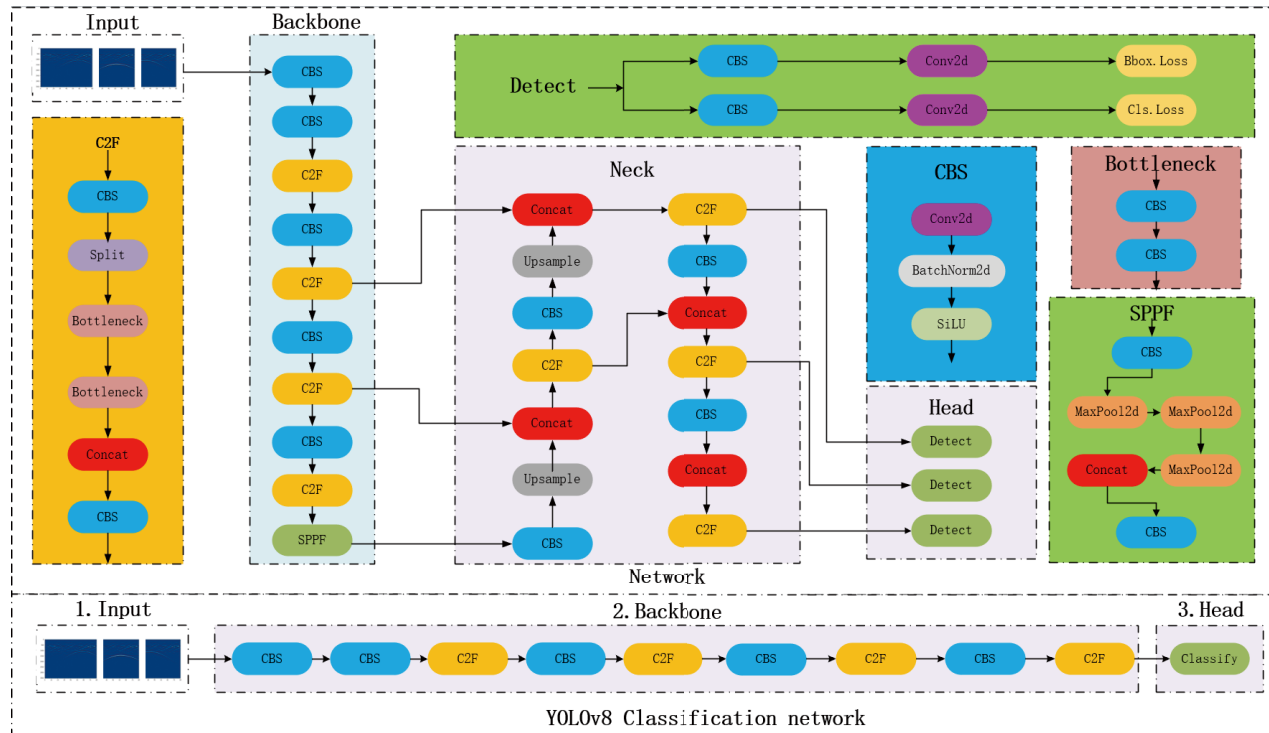 Input
Backbone
Detect
CBS
Conv2d
Bbox.Loss
CBS
Conv2d
Cls.Loss
C2F
CBS
Split
Bottleneck
Bottleneck
Concat
CBS
CBS
CBS
C2F
CBS
C2F
CBS
C2F
CBS
C2F
SPPF
Neck
Concat
Upsample
CBS
C2F
Concat
Upsample
CBS
C2F
CBS
Concat
C2F
CBS
Concat
C2F
Network
CBS
Conv2d
BatchNorm2d
SiLU
Head
Detect
Detect
Detect
Bottleneck
CBS
CBS
SPPF
CBS
MaxPool2d
MaxPool2d
Concat
MaxPool2d
CBS
1.Input
2.Backbone
3.Head
CBS
CBS
C2F
CBS
C2F
CBS
C2F
CBS
C2F
Classify
YOLOv8 Classification network